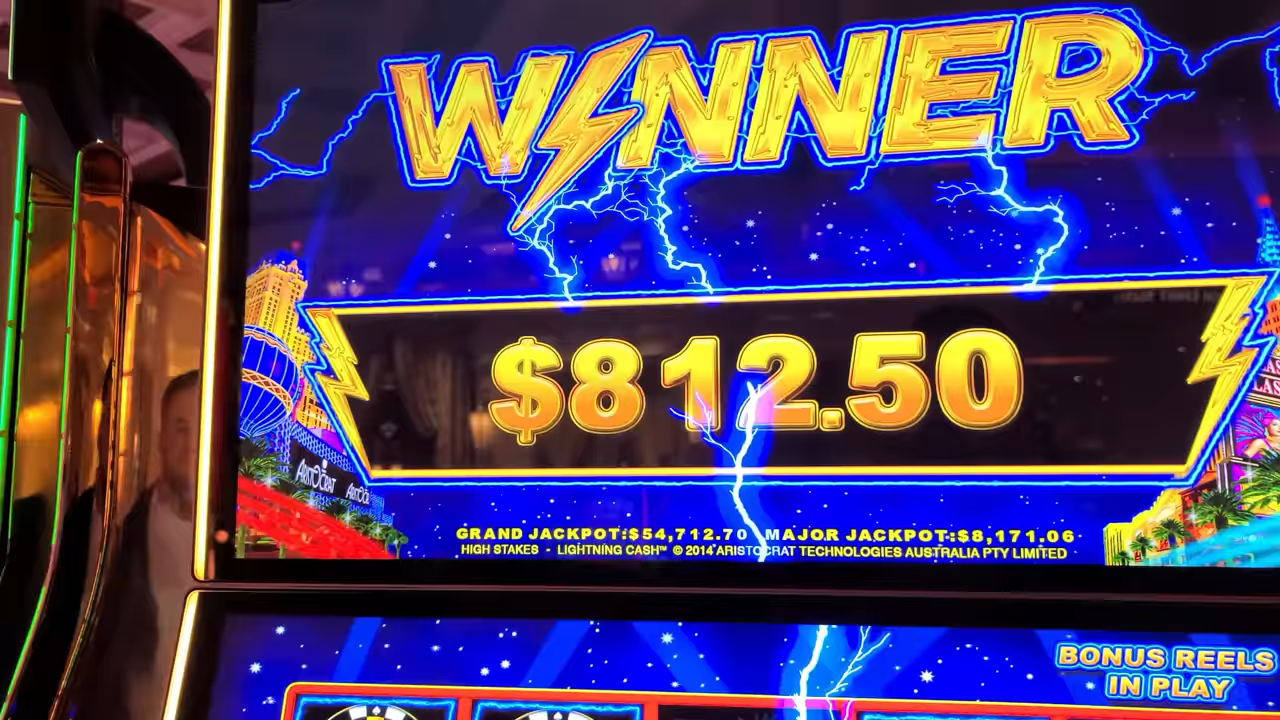 WINNER
$812.50
ARISTOCRAT
GRAND JACKPOT:$54,712.70 MAJOR JACKPOT:$8,171.06
HIGH STAKES - LIGHTNING CASH™ © 2014 ARISTOCRAT TECHNOLOGIES AUSTRALIA PTY LIMITED
BONUS REELS
IN PLAY